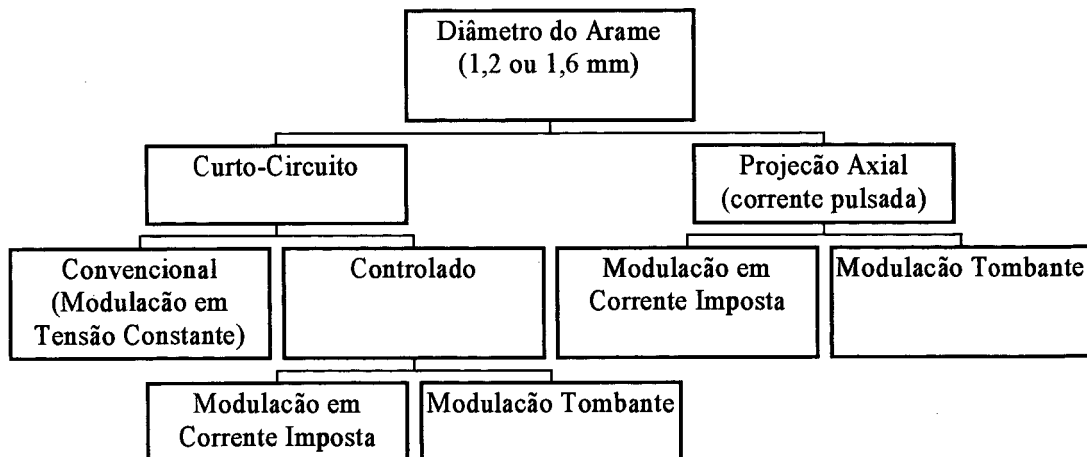 Diâmetro do Arame
(1,2 ou 1,6 mm)
Curto-Circuito
Projecão Axial
(corrente pulsada)
Convencional
(Modulacão em
Tensão Constante)
Controlado
Modulacão em
Corrente Imposta
Modulacão Tombante
Modulacão em
Corrente Imposta
Modulacão Tombante